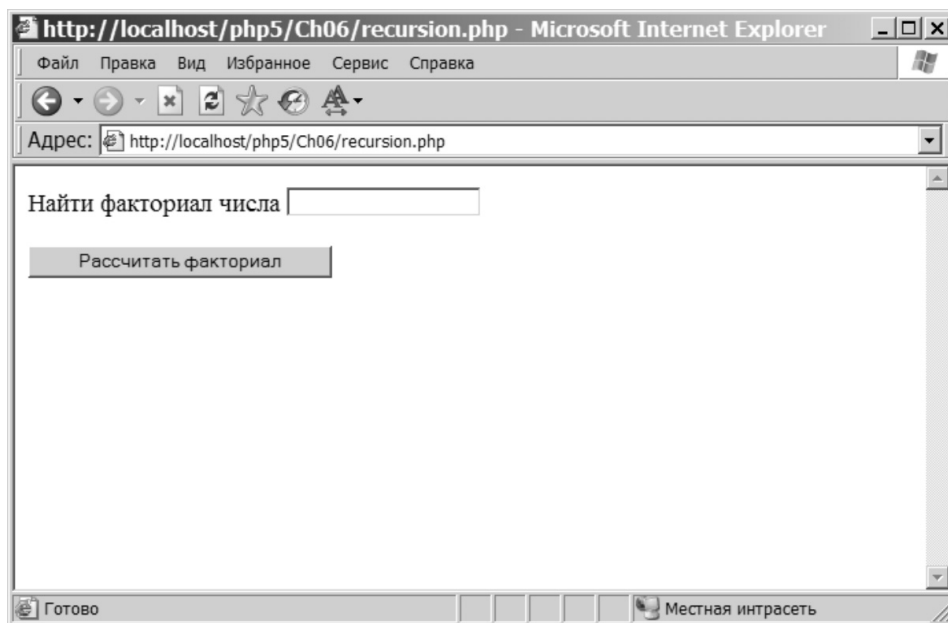 http://localhost/php5/Ch06/recursion.php - Microsoft Internet Explorer
Файл Правка Вид Избранное Сервис Справка
Адрес: http://localhost/php5/Ch06/recursion.php
Найти факториал числа
Рассчитать факториал
Готово Местная интрасеть